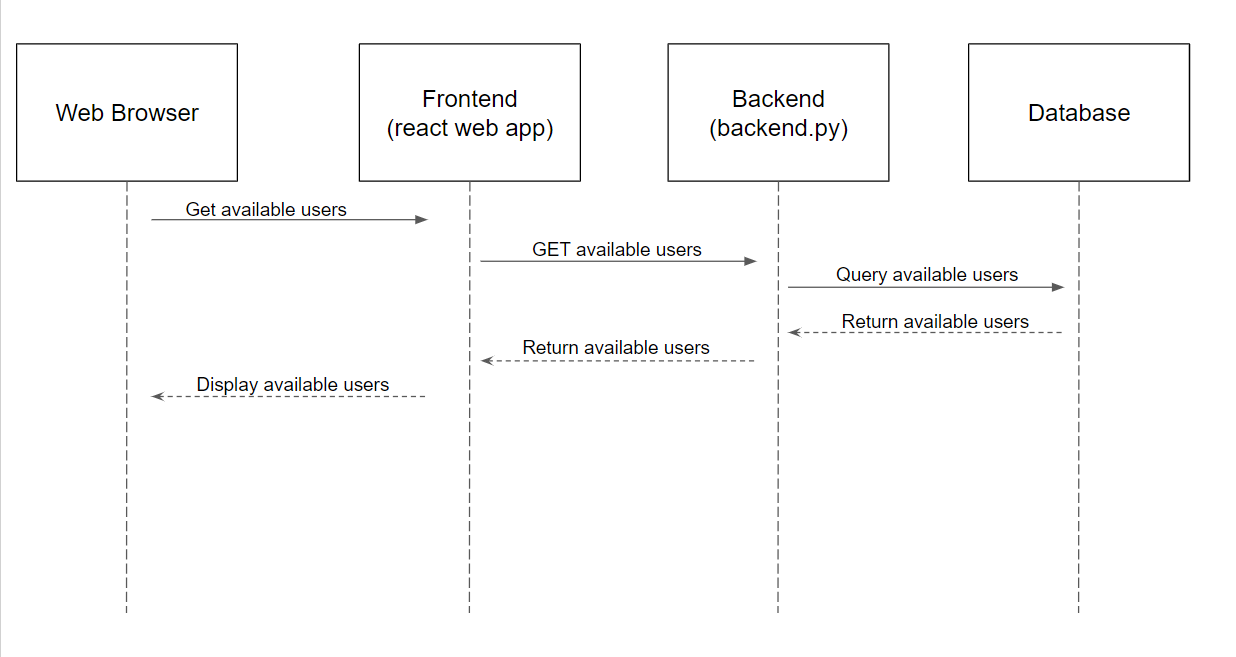 Web Browser
Frontend
(react web app)
Backend
(backend.py)
Database
Get available users
GET available users
Query available users
Return available users
Return available users
Display available users